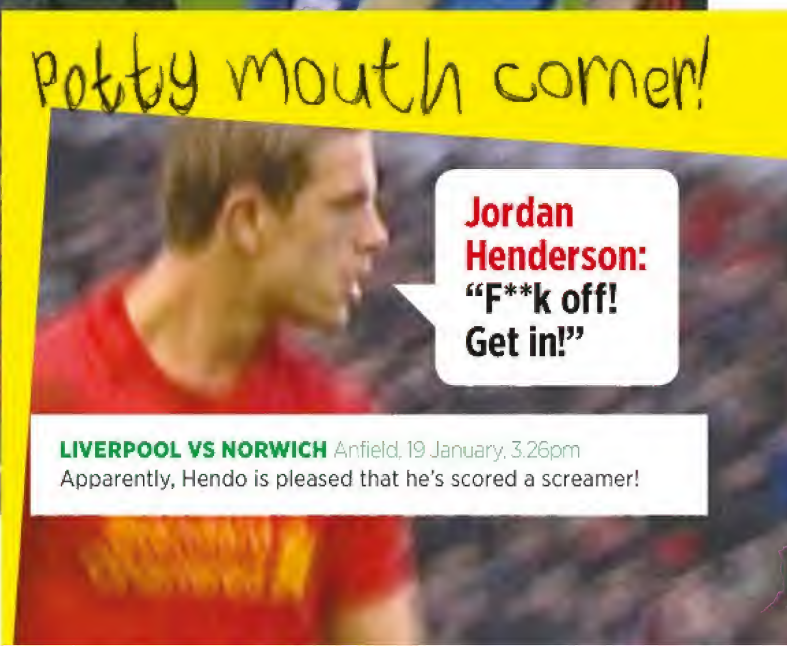 Potty mouth corner!
Jordan
Henderson:
“F**k off!
Get in!”
LIVERPOOL VS NORWICH Anfield, 19 January, 3.26pm
Apparently, Hendo is pleased that he's scored a screamer!